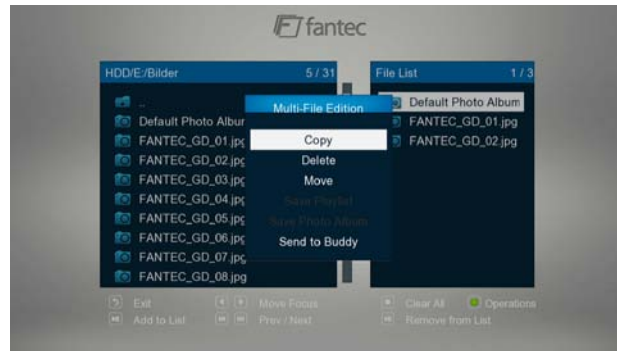 fantec
HDD/E:/Bilder 5 / 31
..
Default Photo Albur
FANTEC_GD_01.jpg
FANTEC_GD_02.jpg
FANTEC_GD_03.jpg
FANTEC_GD_04.jpg
FANTEC_GD_05.jpg
FANTEC_GD_06.jpg
FANTEC_GD_07.jpg
FANTEC_GD_08.jpg
Multi-File Edition
Copy
Delete
Move
Save Playlist
Save Photo Album
Send to Buddy
File List 1 / 3
Default Photo Album
FANTEC_GD_01.jpg
FANTEC_GD_02.jpg
Exit Move Focus Clear All Operations
Add to List Prev / Next Remove from List